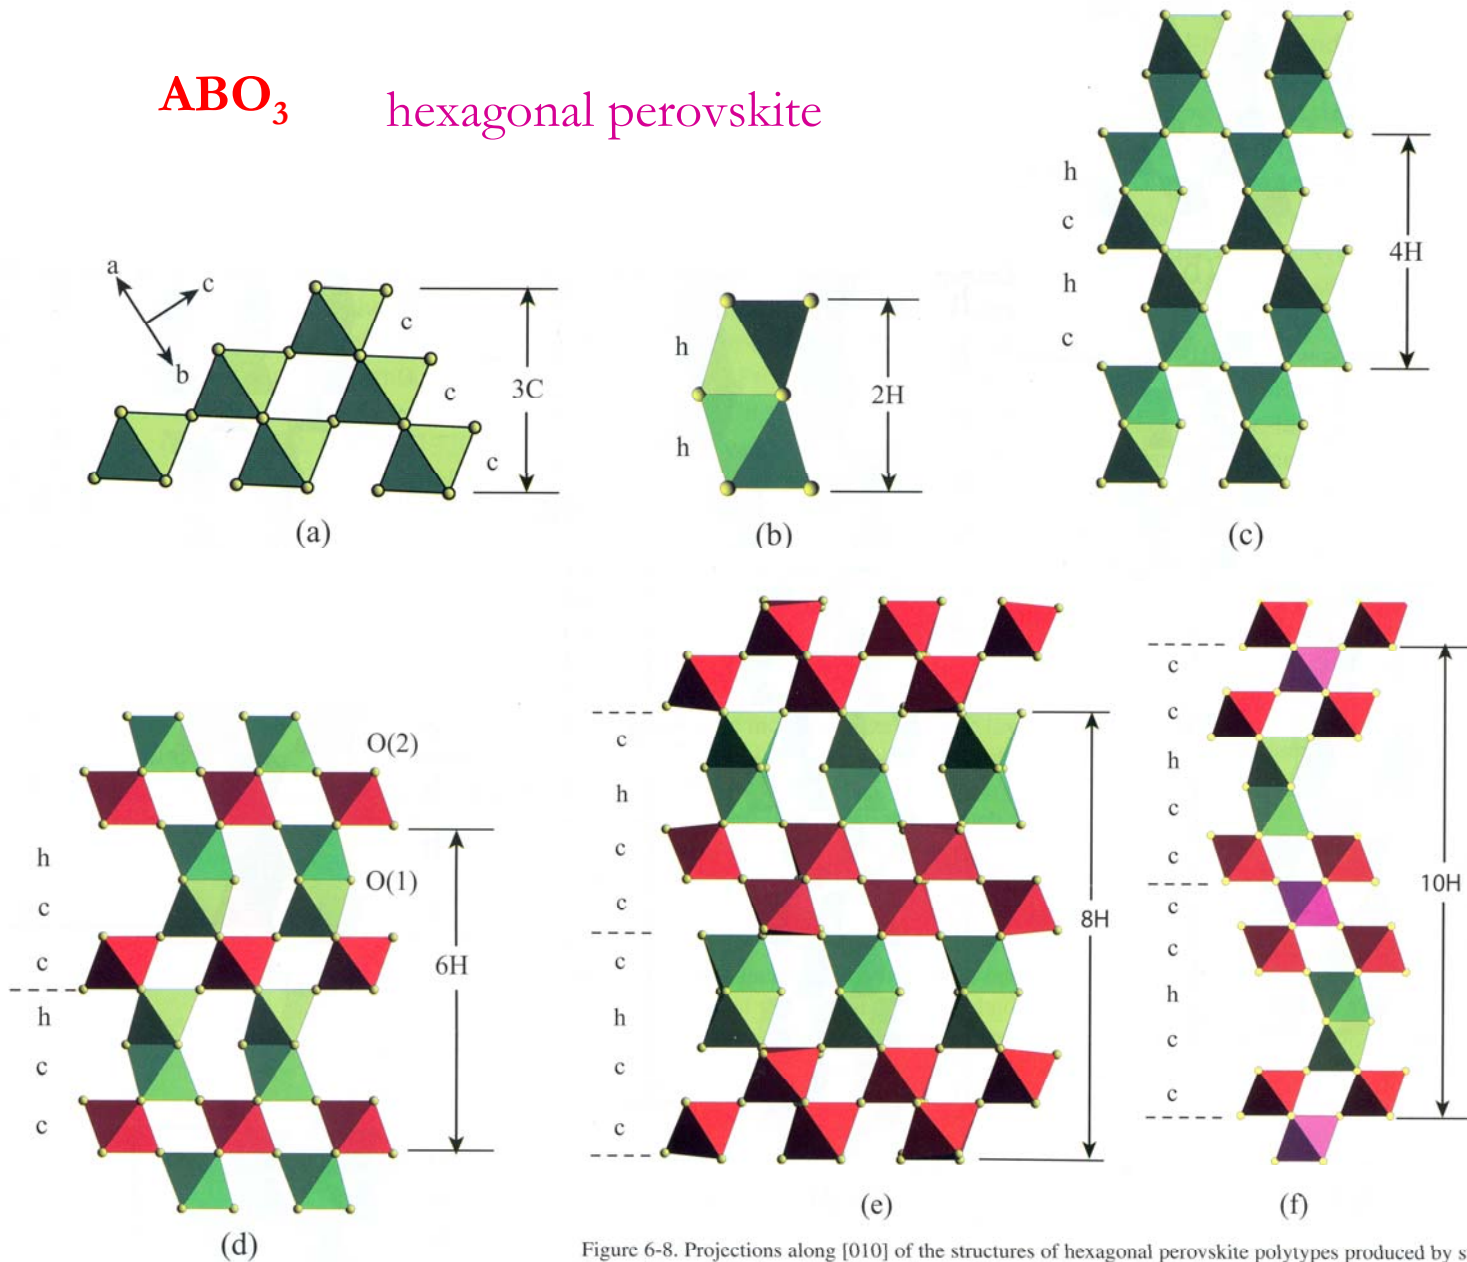 ABO3 hexagonal perovskite
a
c
b
c
c
c
3C
(a)
h
h
2H
(b)
h
c
h
c
4H
(c)
O(2)
h
O(1)
c
c
6H
h
c
c
(d)
c
h
c
c
8H
c
h
c
c
(e)
c
c
h
c
c
10H
c
c
h
c
c
(f)
Figure 6-8. Projections along [010] of the structures of hexagonal perovskite polytypes produced by s